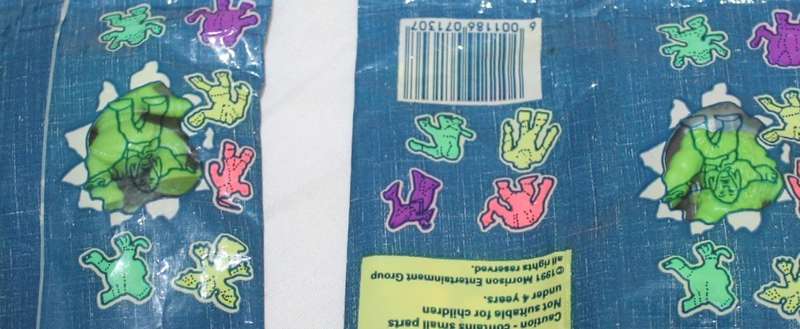 Caution - contains small parts
Not suitable for children
under 4 years.
©1991 Morrison Entertainment Group
all rights reserved.
6 001186 071307